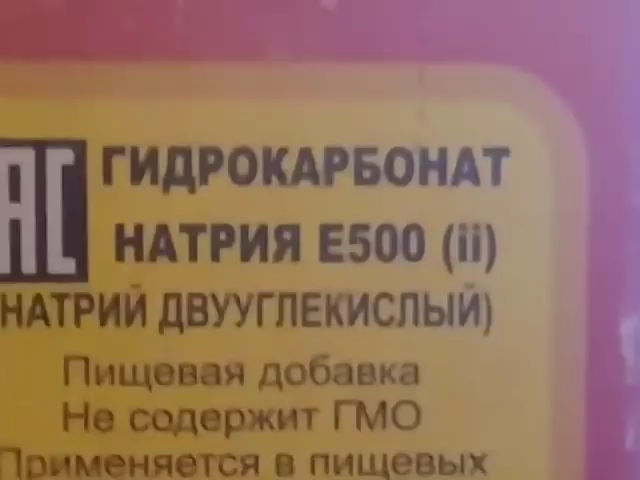 ГИДРОКАРБОНАТ
НАТРИЯ Е500 (ii)
НАТРИЙ ДВУУГЛЕКИСЛЫЙ)
Пищевая добавка
Не содержит ГМО
Применяется в пищевых